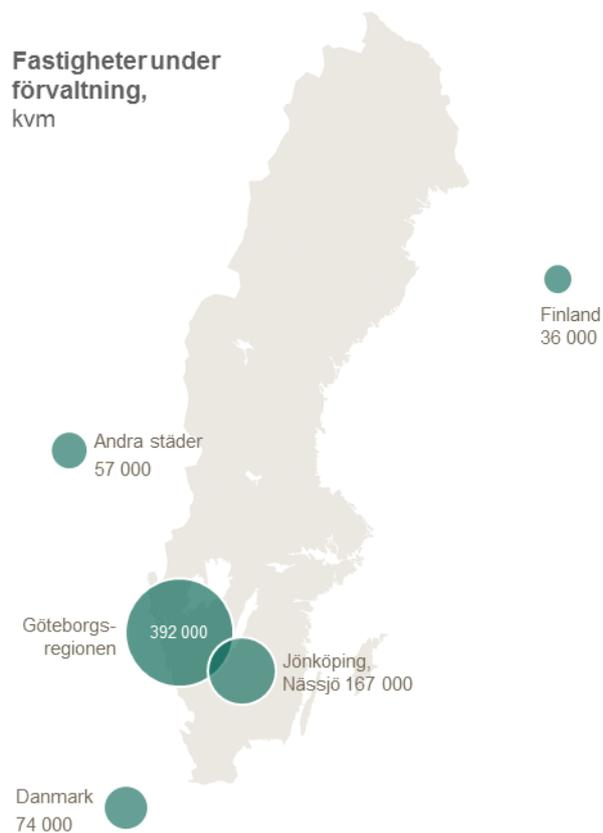 Fastigheter under
förvaltning,
kvm
Finland
36 000
Andra städer
57 000
Göteborgs-
regionen
392 000
Jönköping,
Nässjö 167 000
Danmark
74 000